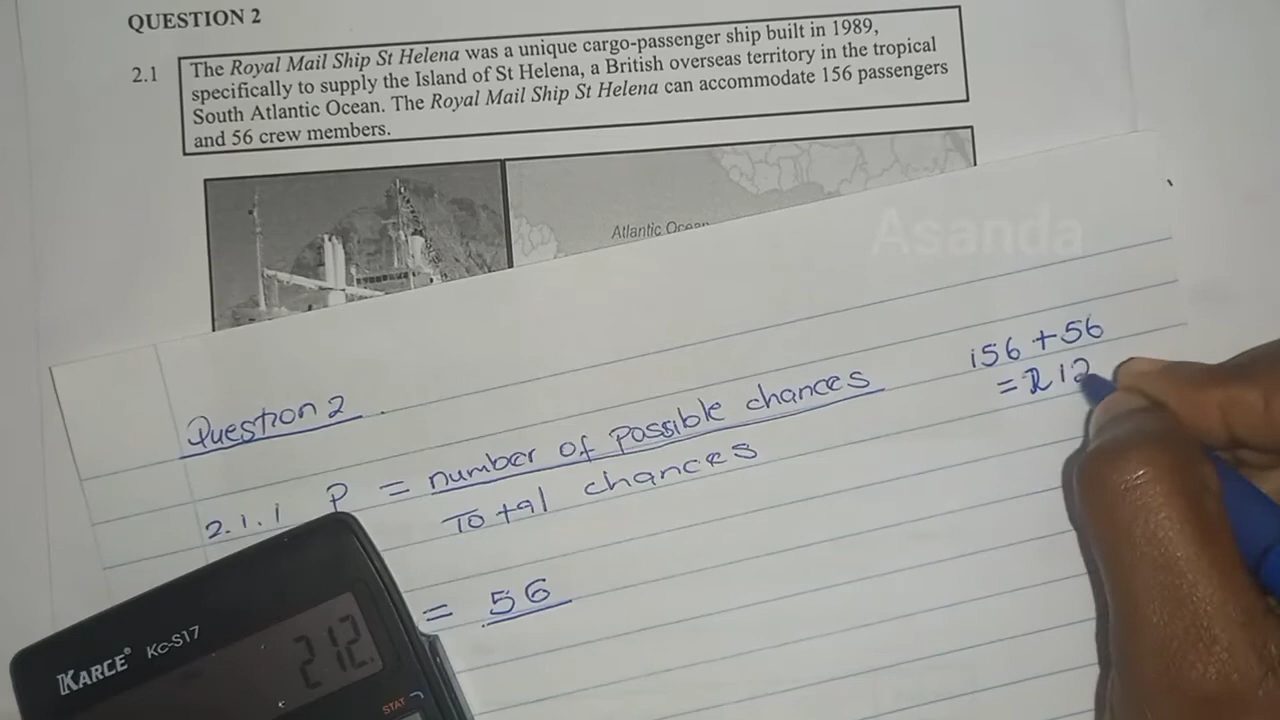 QUESTION 2
2.1
The Royal Mail Ship St Helena was a unique cargo-passenger ship built in 1989,
specifically to supply the Island of St Helena, a British overseas territory in the tropical
South Atlantic Ocean. The Royal Mail Ship St Helena can accommodate 156 passengers
and 56 crew members.
Atlantic Ocean
Asanda
Question 2
156 + 56
= 212
2.1.1 P = number of possible chances
Total chances
= 56
KARCE KC-S17
212.
STAT